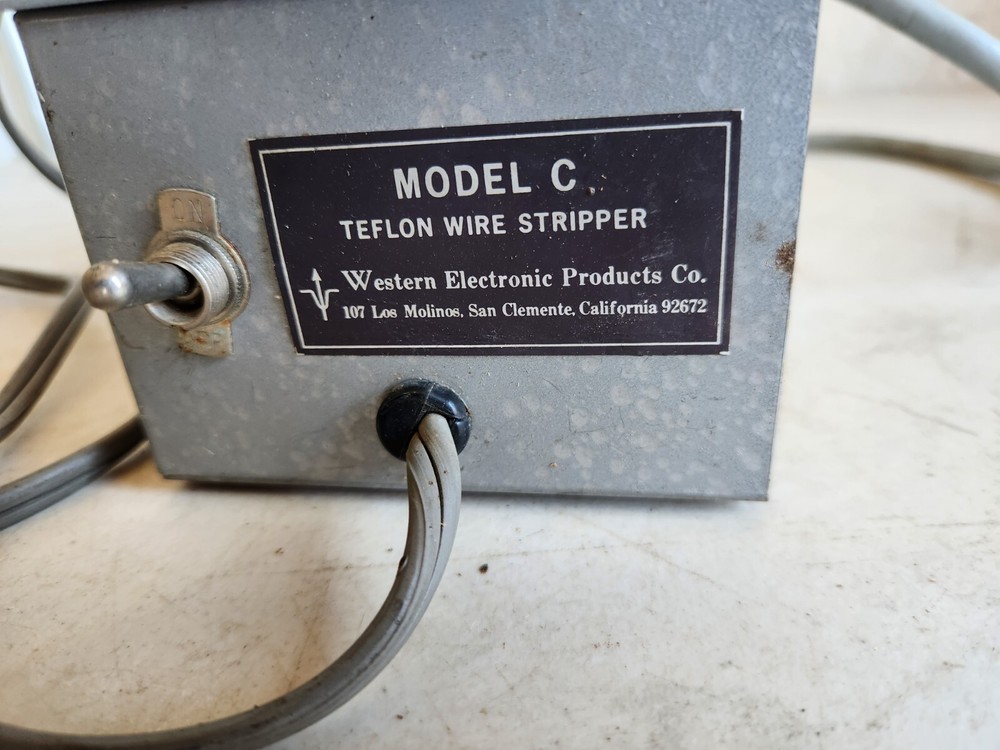 ON
MODEL C
TEFLON WIRE STRIPPER
Western Electronic Products Co.
107 Los Molinos, San Clemente, California 92672